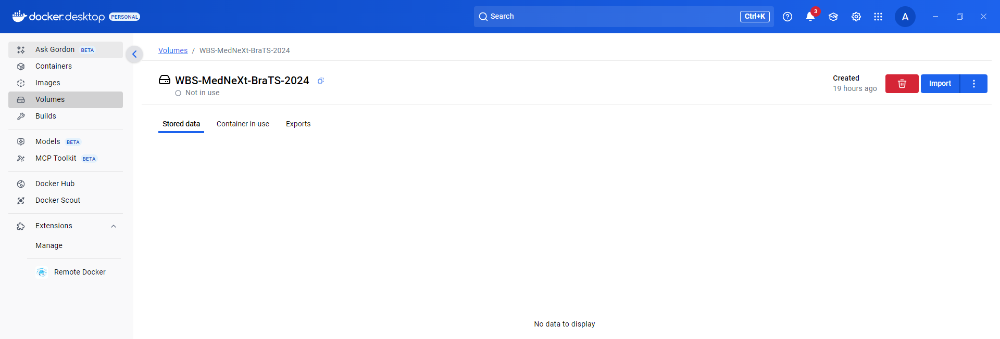 docker.desktop PERSONAL
Search Ctrl+K 3 A
Ask Gordon BETA
Containers
Images
Volumes
Builds
Models BETA
MCP Toolkit BETA
Docker Hub
Docker Scout
Extensions
Manage
Remote Docker
Volumes / WBS-MedNeXt-BraTS-2024
WBS-MedNeXt-BraTS-2024
Not in use
Created
19 hours ago
Import
Stored data Container in-use Exports
No data to display